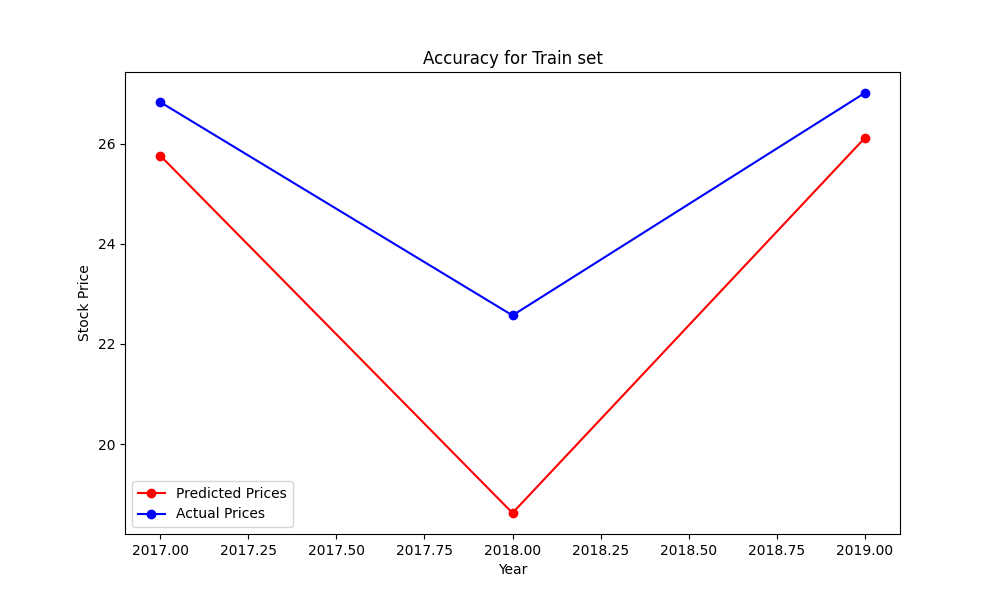 Accuracy for Train set
Stock Price
26
24
22
20
Predicted Prices
Actual Prices
2017.00 2017.25 2017.50 2017.75 2018.00 2018.25 2018.50 2018.75 2019.00
Year